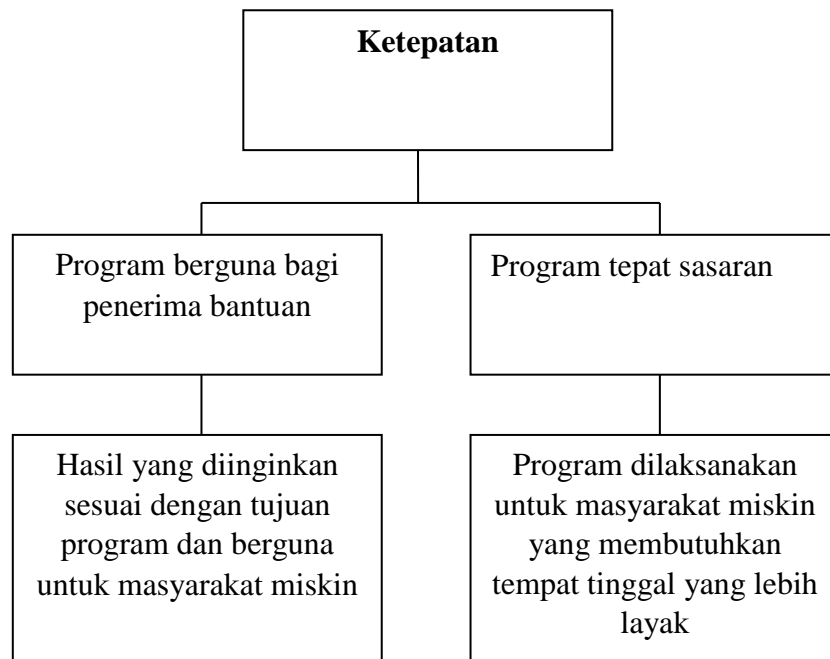 Ketepatan
Program berguna bagi
penerima bantuan
Program tepat sasaran
Hasil yang diinginkan
sesuai dengan tujuan
program dan berguna
untuk masyarakat miskin
Program dilaksanakan
untuk masyarakat miskin
yang membutuhkan
tempat tinggal yang lebih
layak